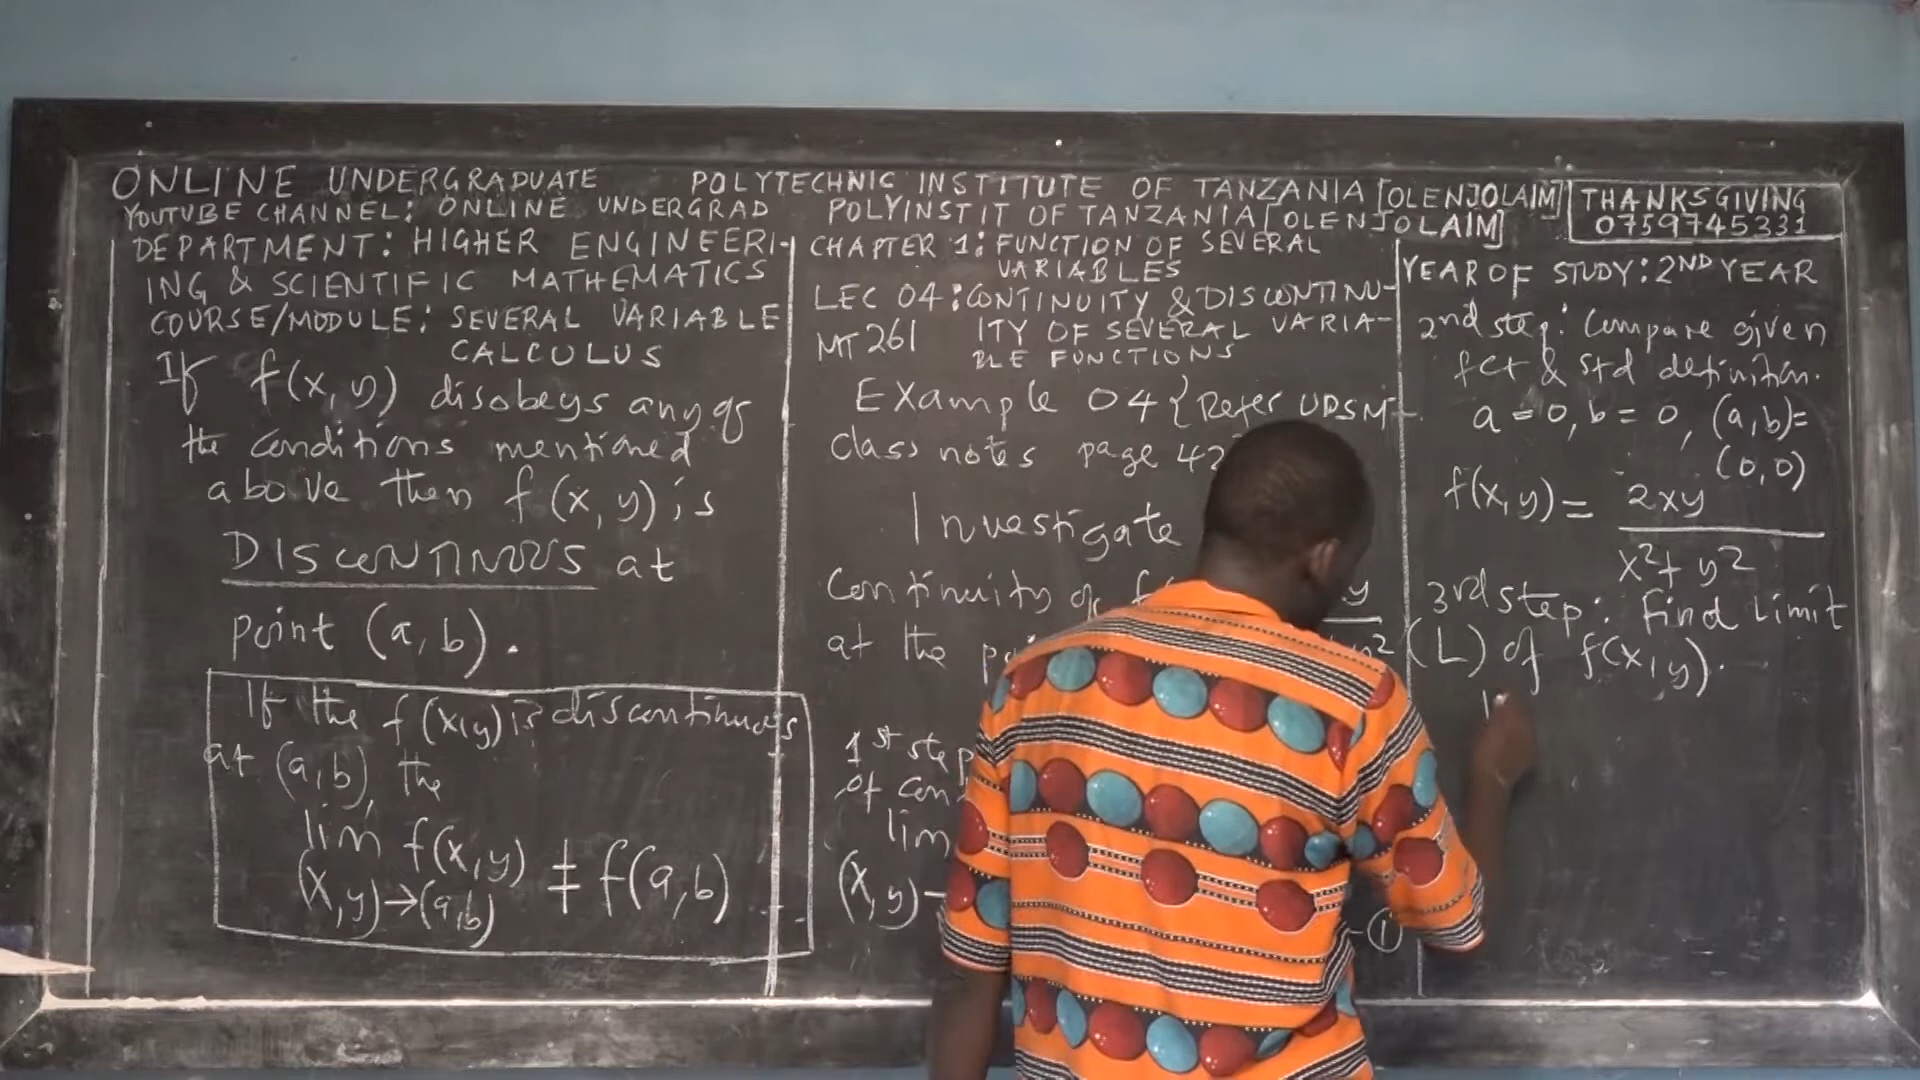 ONLINE UNDERGRADUATE POLYTECHNIC INSTITUTE OF TANZANIA [OLENJOLAIM]
YOUTUBE CHANNEL: ONLINE UNDERGRAD POLYINSTIT OF TANZANIA [OLENJOLAIM]
THANKSGIVING
0759745331
DEPARTMENT: HIGHER ENGINEERI-
ING & SCIENTIFIC MATHEMATICS
COURSE/MODULE: SEVERAL VARIABLE
CALCULUS
If f(x, y) disobeys any of
the conditions mentioned
above then f(x, y) is
DISCONTINUOUS at
point (a, b).
If the f(x,y) is discontinuous
at (a,b), the
lim f(x,y) ‡ f(a,b)
(x,y)→(a,b)
CHAPTER 1: FUNCTION OF SEVERAL
VARIABLES
LEC 04: CONTINUITY & DISCONTINU-
MT 261 ITY OF SEVERAL VARIA-
BLE FUNCTIONS
Example 04 {Refer UDSM
class notes page 42
Investigate
Continuity of f y
at the
1st step
of con
lim
(x,y)-
①
YEAR OF STUDY: 2ND YEAR
2nd step: Compare given
fct & std definition.
a = 0, b = 0, (a,b)=
(0,0)
f(x,y) = 2xy
x²+y²
3rd step: Find Limit
(L) of f(x,y).